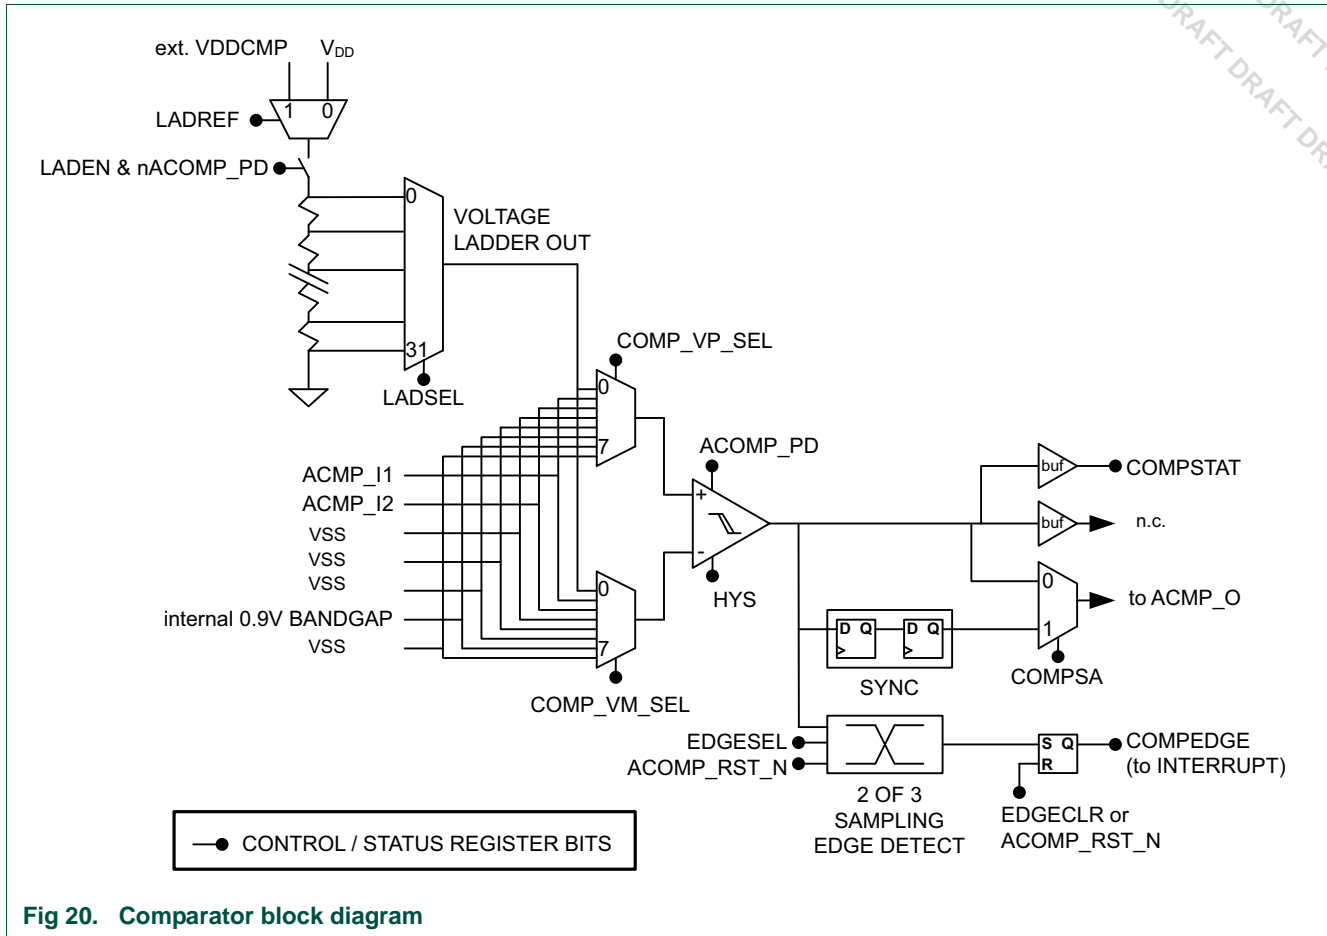 DRAFT DRAFT DRA
DRAFT
ext. VDDCMP VDD
1 0
LADREF
LADEN & nACOMP_PD
0
VOLTAGE
LADDER OUT
31
LADSEL
COMP_VP_SEL
0
7
ACMP_I1
ACMP_I2
VSS
VSS
VSS
internal 0.9V BANDGAP
VSS
0
7
COMP_VM_SEL
ACOMP_PD
+
-
HYS
buf COMPSTAT
buf n.c.
0
1
to ACMP_O
COMPSA
D Q D Q
SYNC
EDGESEL
ACOMP_RST_N
2 OF 3
SAMPLING
EDGE DETECT
S Q
R
COMPEDGE
(to INTERRUPT)
EDGECLR or
ACOMP_RST_N
CONTROL / STATUS REGISTER BITS
Fig 20. Comparator block diagram